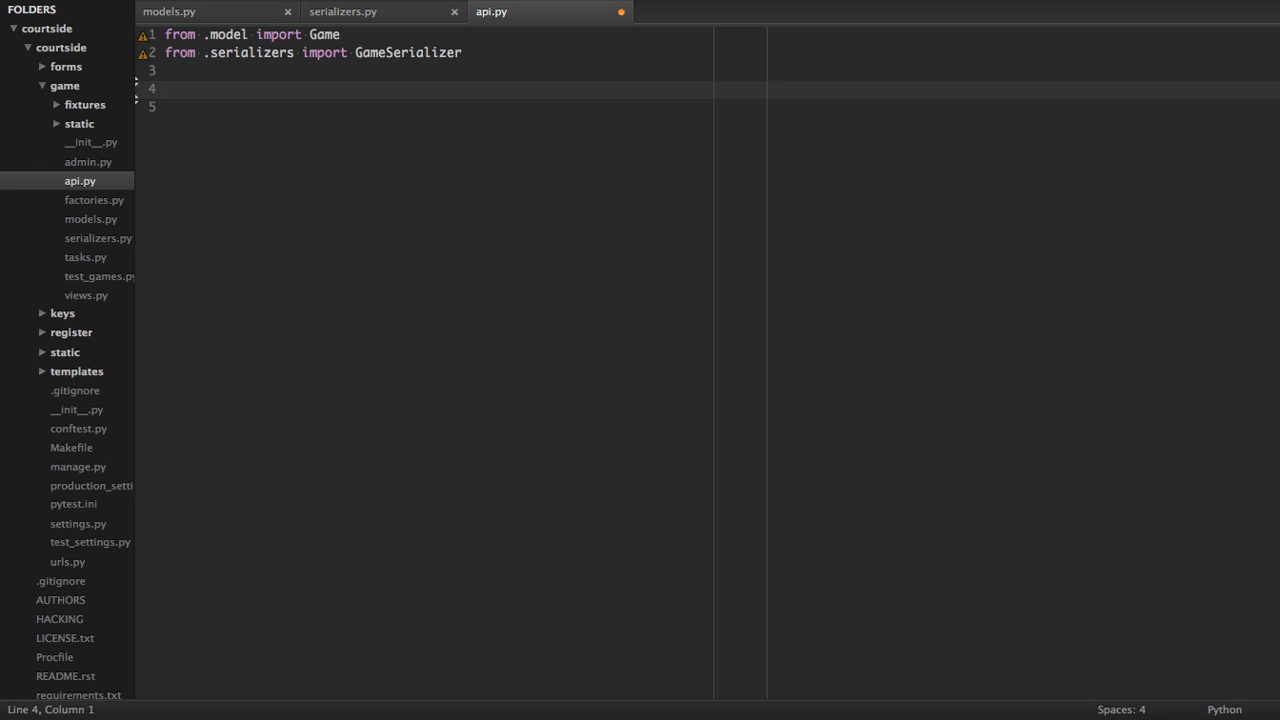 FOLDERS
courtside
courtside
forms
game
fixtures
static
__init__.py
admin.py
api.py
factories.py
models.py
serializers.py
tasks.py
test_games.py
views.py
keys
register
static
templates
.gitignore
__init__.py
conftest.py
Makefile
manage.py
production_setti
pytest.ini
settings.py
test_settings.py
urls.py
.gitignore
AUTHORS
HACKING
LICENSE.txt
Procfile
README.rst
requirements.txt
models.py × serializers.py × api.py
1 from .model import Game
2 from .serializers import GameSerializer
3
4
5
Line 4, Column 1 Spaces: 4 Python